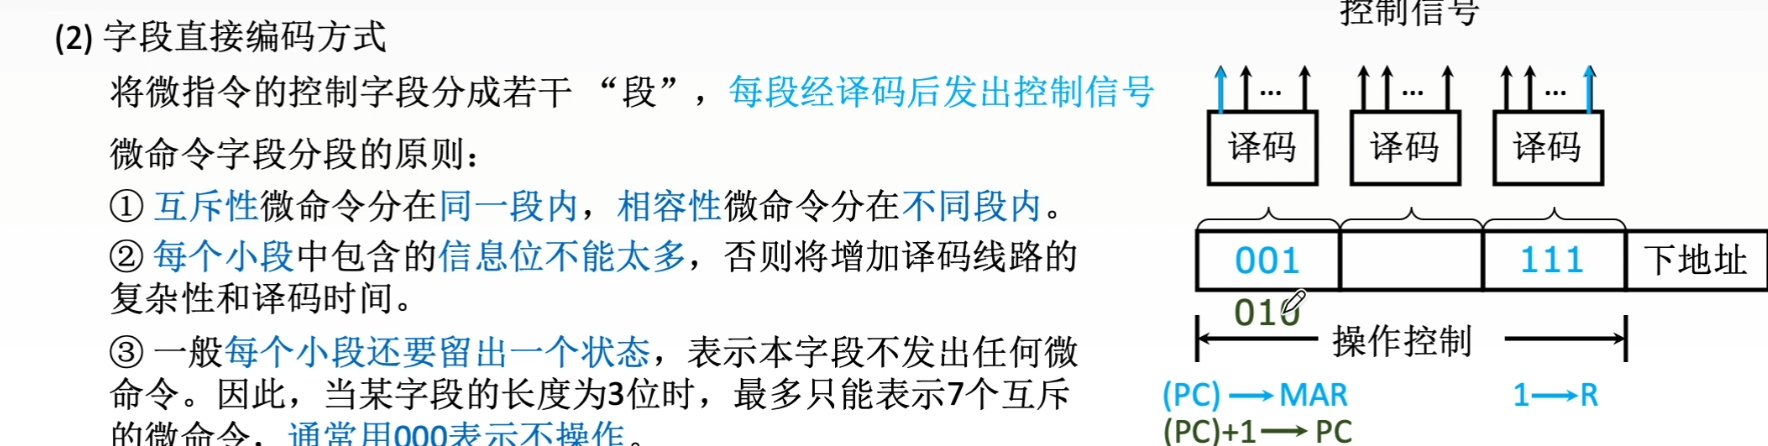 (2) 字段直接编码方式
将微指令的控制字段分成若干 “段”，每段经译码后发出控制信号
微命令字段分段的原则：
① 互斥性微命令分在同一段内，相容性微命令分在不同段内。
② 每个小段中包含的信息位不能太多，否则将增加译码线路的
复杂性和译码时间。
③ 一般每个小段还要留出一个状态，表示本字段不发出任何微
命令。因此，当某字段的长度为3位时，最多只能表示7个互斥
的微命令，通常用000表示不操作。
控制信号
... ... ...
译码 译码 译码
001 111 下地址
010
操作控制
(PC)→MAR 1→R
(PC)+1→PC